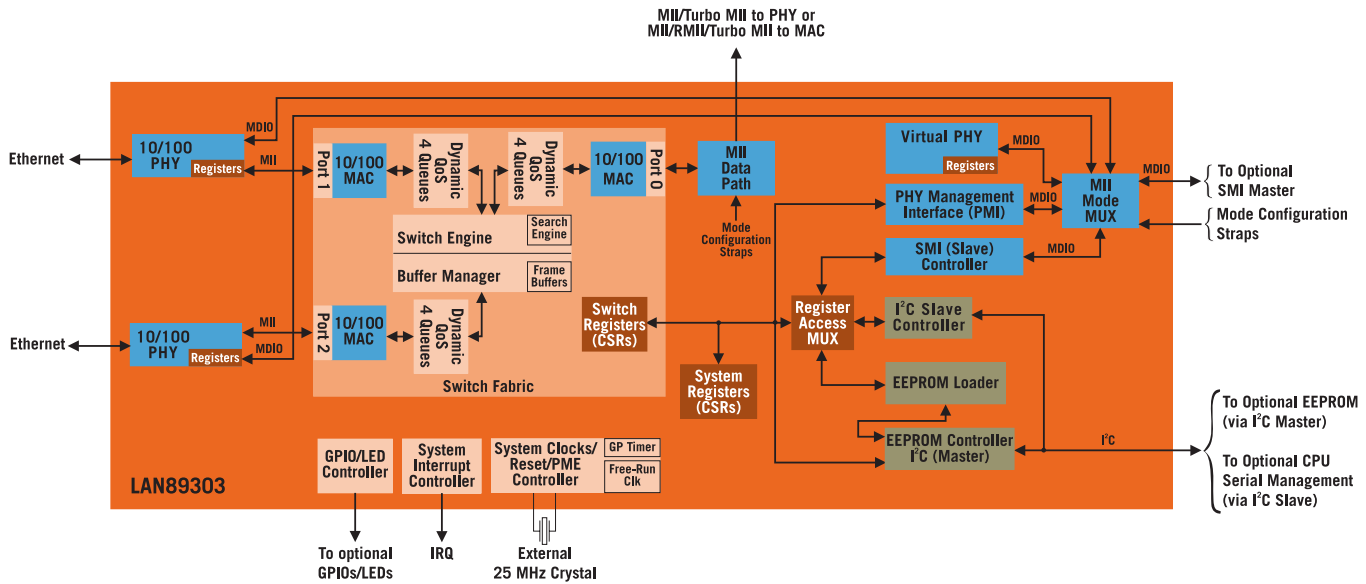 MII/Turbo MII to PHY or
MII/RMII/Turbo MII to MAC
Ethernet
10/100
PHY
Registers
MDIO
MII
Port 1
10/100
MAC
Dynamic
QoS
4 Queues
Dynamic
QoS
4 Queues
10/100
MAC
Port 0
MII
Data
Path
Mode
Configuration
Straps
Switch Engine
Search
Engine
Buffer Manager
Frame
Buffers
Ethernet
10/100
PHY
Registers
MII
MDIO
Port 2
10/100
MAC
Dynamic
QoS
4 Queues
Switch Fabric
Switch
Registers
(CSRs)
System
Registers
(CSRs)
Virtual PHY
Registers
MDIO
PHY Management
Interface (PMI)
MDIO
SMI (Slave)
Controller
MDIO
MII
Mode
MUX
MDIO
To Optional
SMI Master
Mode Configuration
Straps
Register
Access
MUX
I²C Slave
Controller
EEPROM Loader
EEPROM Controller
I²C (Master)
I²C
To Optional EEPROM
(via I²C Master)
To Optional CPU
Serial Management
(via I²C Slave)
LAN89303
GPIO/LED
Controller
System
Interrupt
Controller
System Clocks/
Reset/PME
Controller
GP Timer
Free-Run
Clk
To optional
GPIOs/LEDs
IRQ
External
25 MHz Crystal